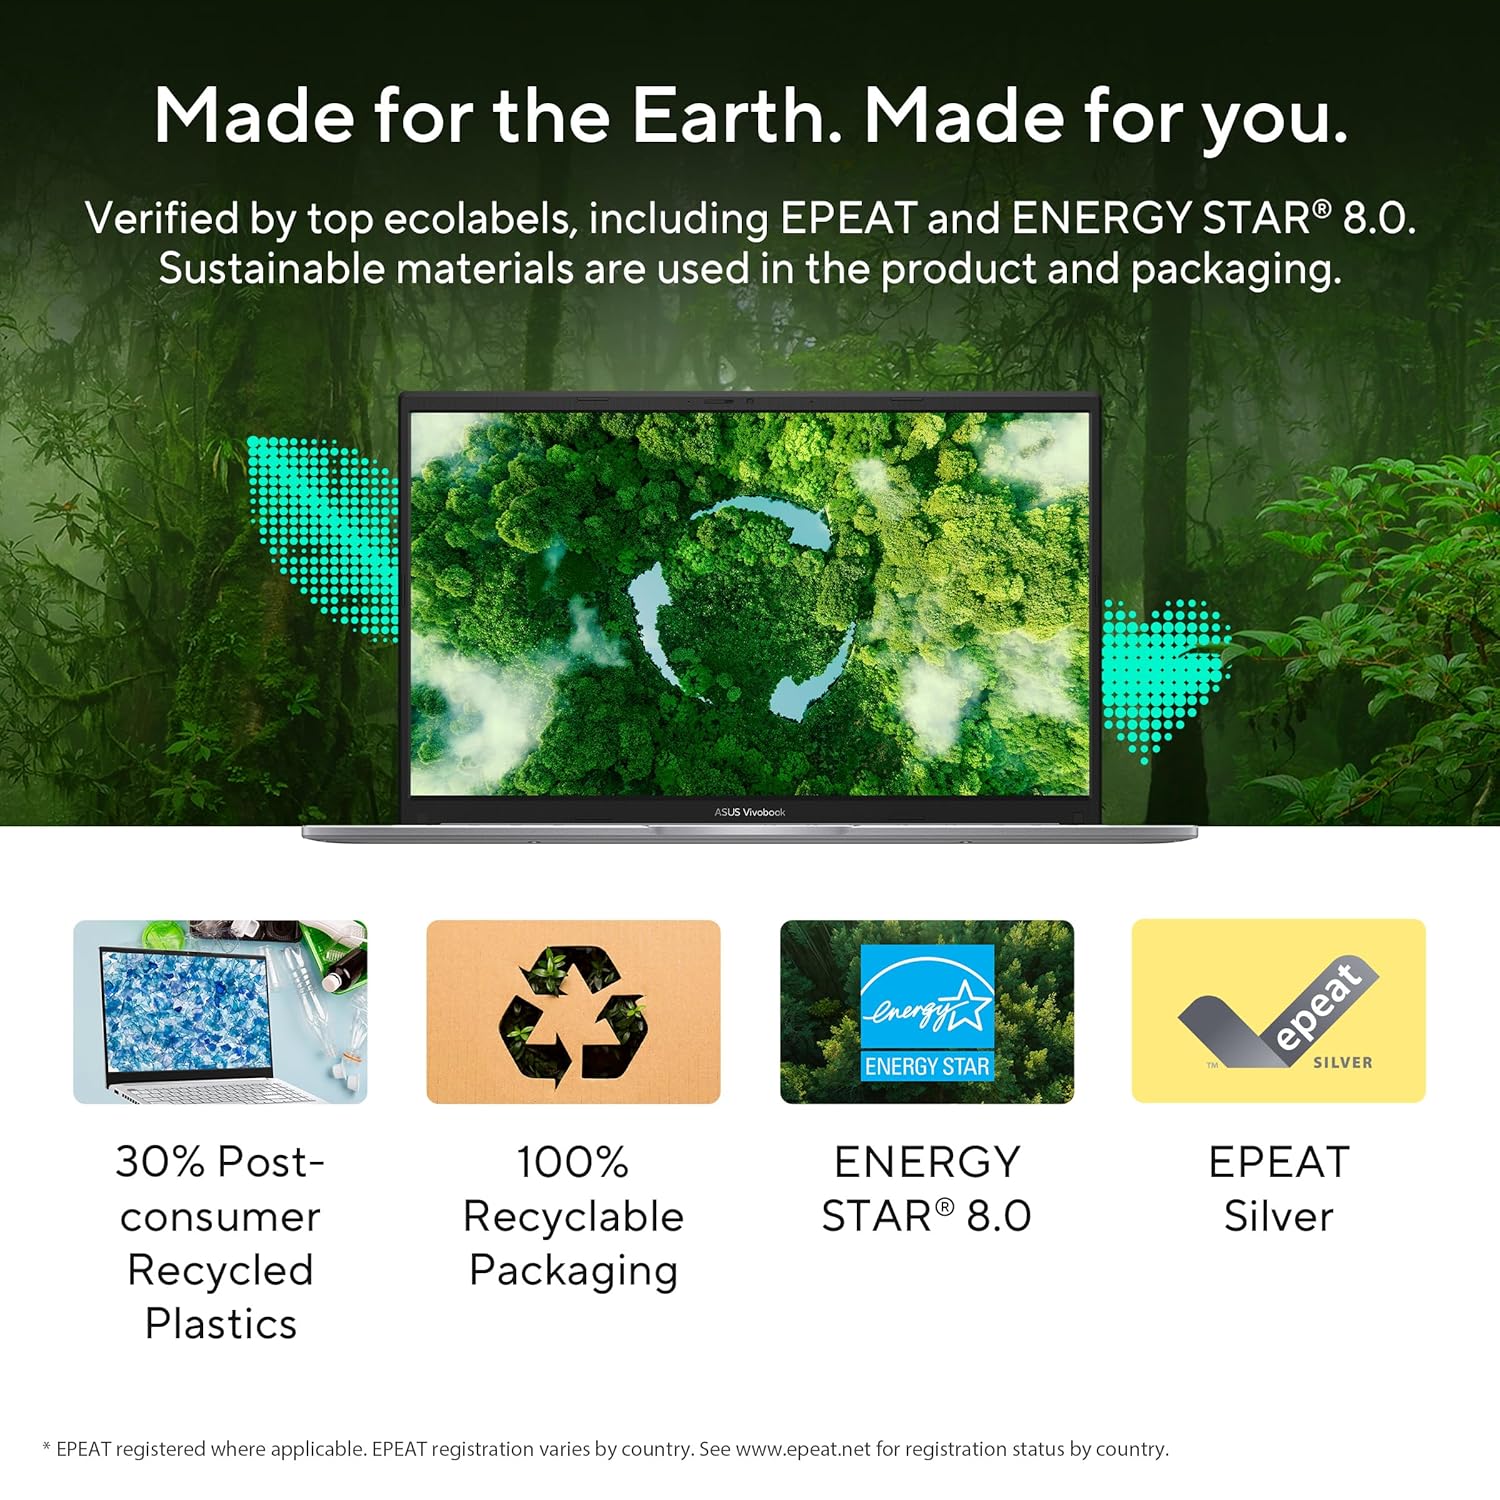 Made for the Earth. Made for you.
Verified by top ecolabels, including EPEAT and ENERGY STAR® 8.0.
Sustainable materials are used in the product and packaging.
ASUS Vivobook
energy
ENERGY STAR
epeat
TM
SILVER
30% Post-
consumer
Recycled
Plastics
100%
Recyclable
Packaging
ENERGY
STAR® 8.0
EPEAT
Silver
* EPEAT registered where applicable. EPEAT registration varies by country. See www.epeat.net for registration status by country.